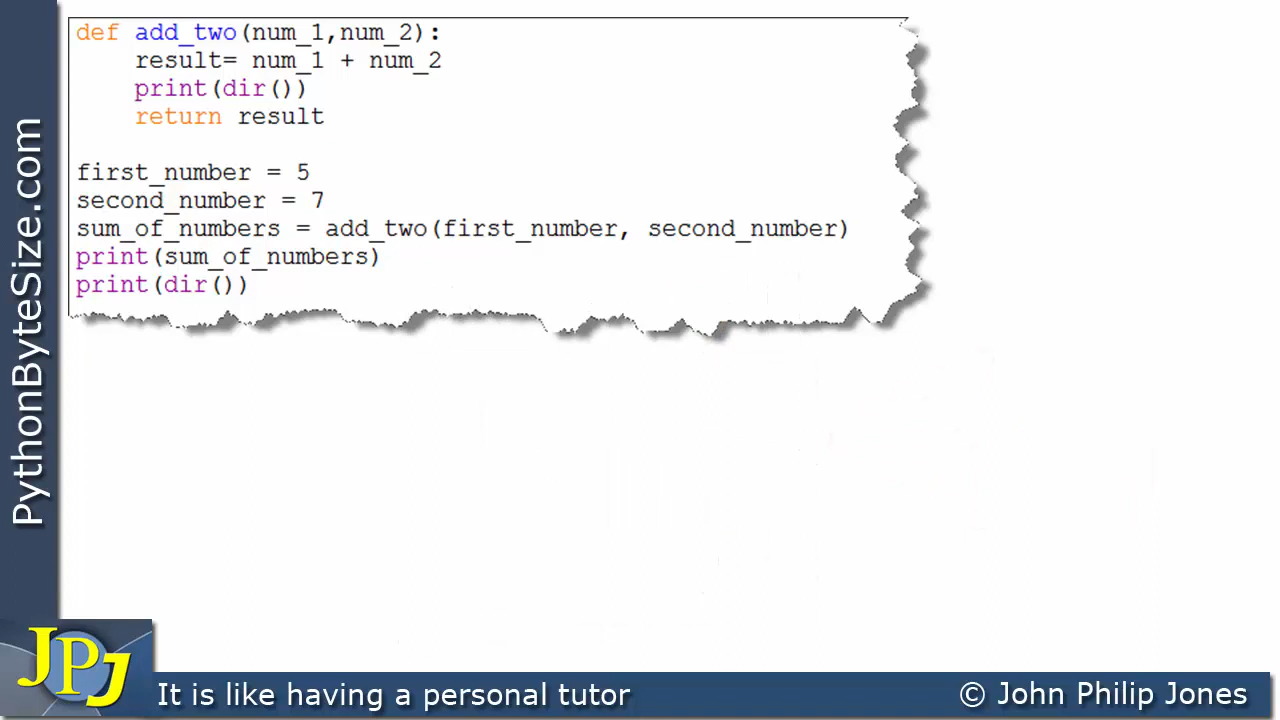 def add_two(num_1,num_2):
    result= num_1 + num_2
    print(dir())
    return result

first_number = 5
second_number = 7
sum_of_numbers = add_two(first_number, second_number)
print(sum_of_numbers)
print(dir())
PythonByteSize.com
JPJ
It is like having a personal tutor
© John Philip Jones